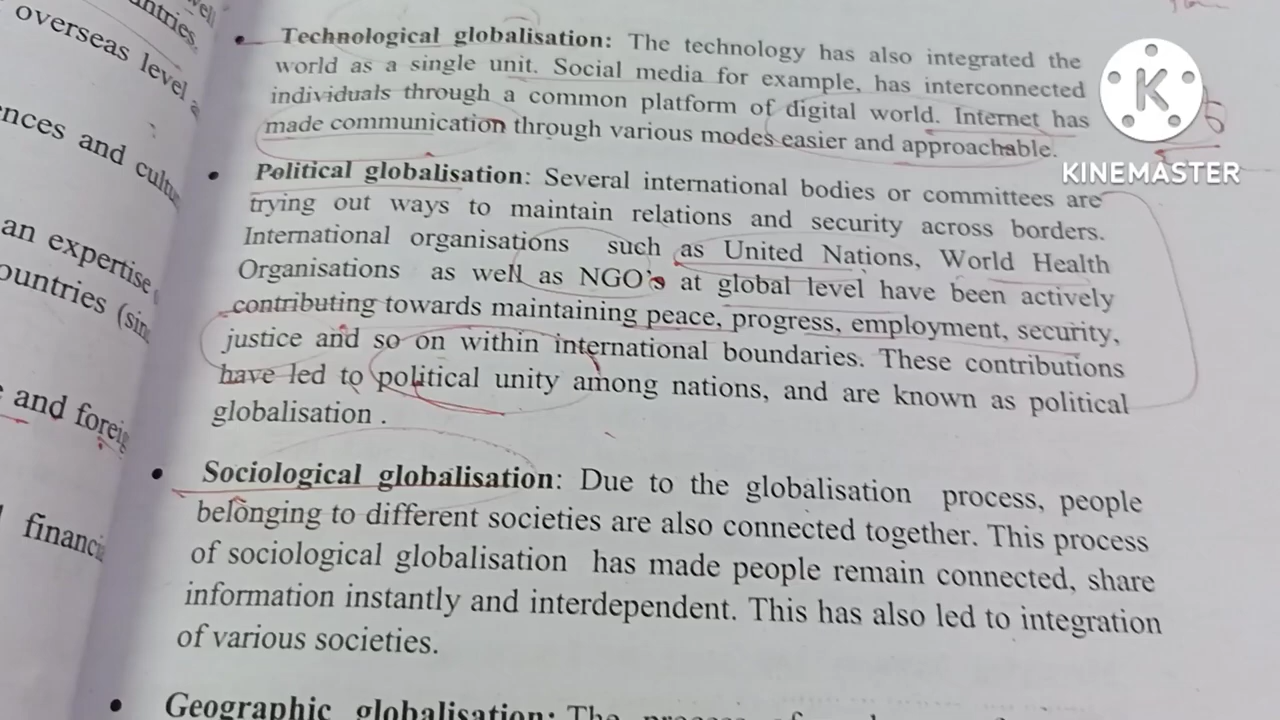 well
untries.
overseas level
ences and cultu
an expertise
ountries (sinc
and foreig
financi
• Technological globalisation: The technology has also integrated the
world as a single unit. Social media for example, has interconnected
individuals through a common platform of digital world. Internet has
made communication through various modes easier and approachable.
• Political globalisation: Several international bodies or committees are
trying out ways to maintain relations and security across borders.
International organisations such as United Nations, World Health
Organisations as well as NGO's at global level have been actively
contributing towards maintaining peace, progress, employment, security,
justice and so on within international boundaries. These contributions
have led to political unity among nations, and are known as political
globalisation .
• Sociological globalisation: Due to the globalisation process, people
belonging to different societies are also connected together. This process
of sociological globalisation has made people remain connected, share
information instantly and interdependent. This has also led to integration
of various societies.
• Geographic globalisation: The process of
K
KINEMASTER